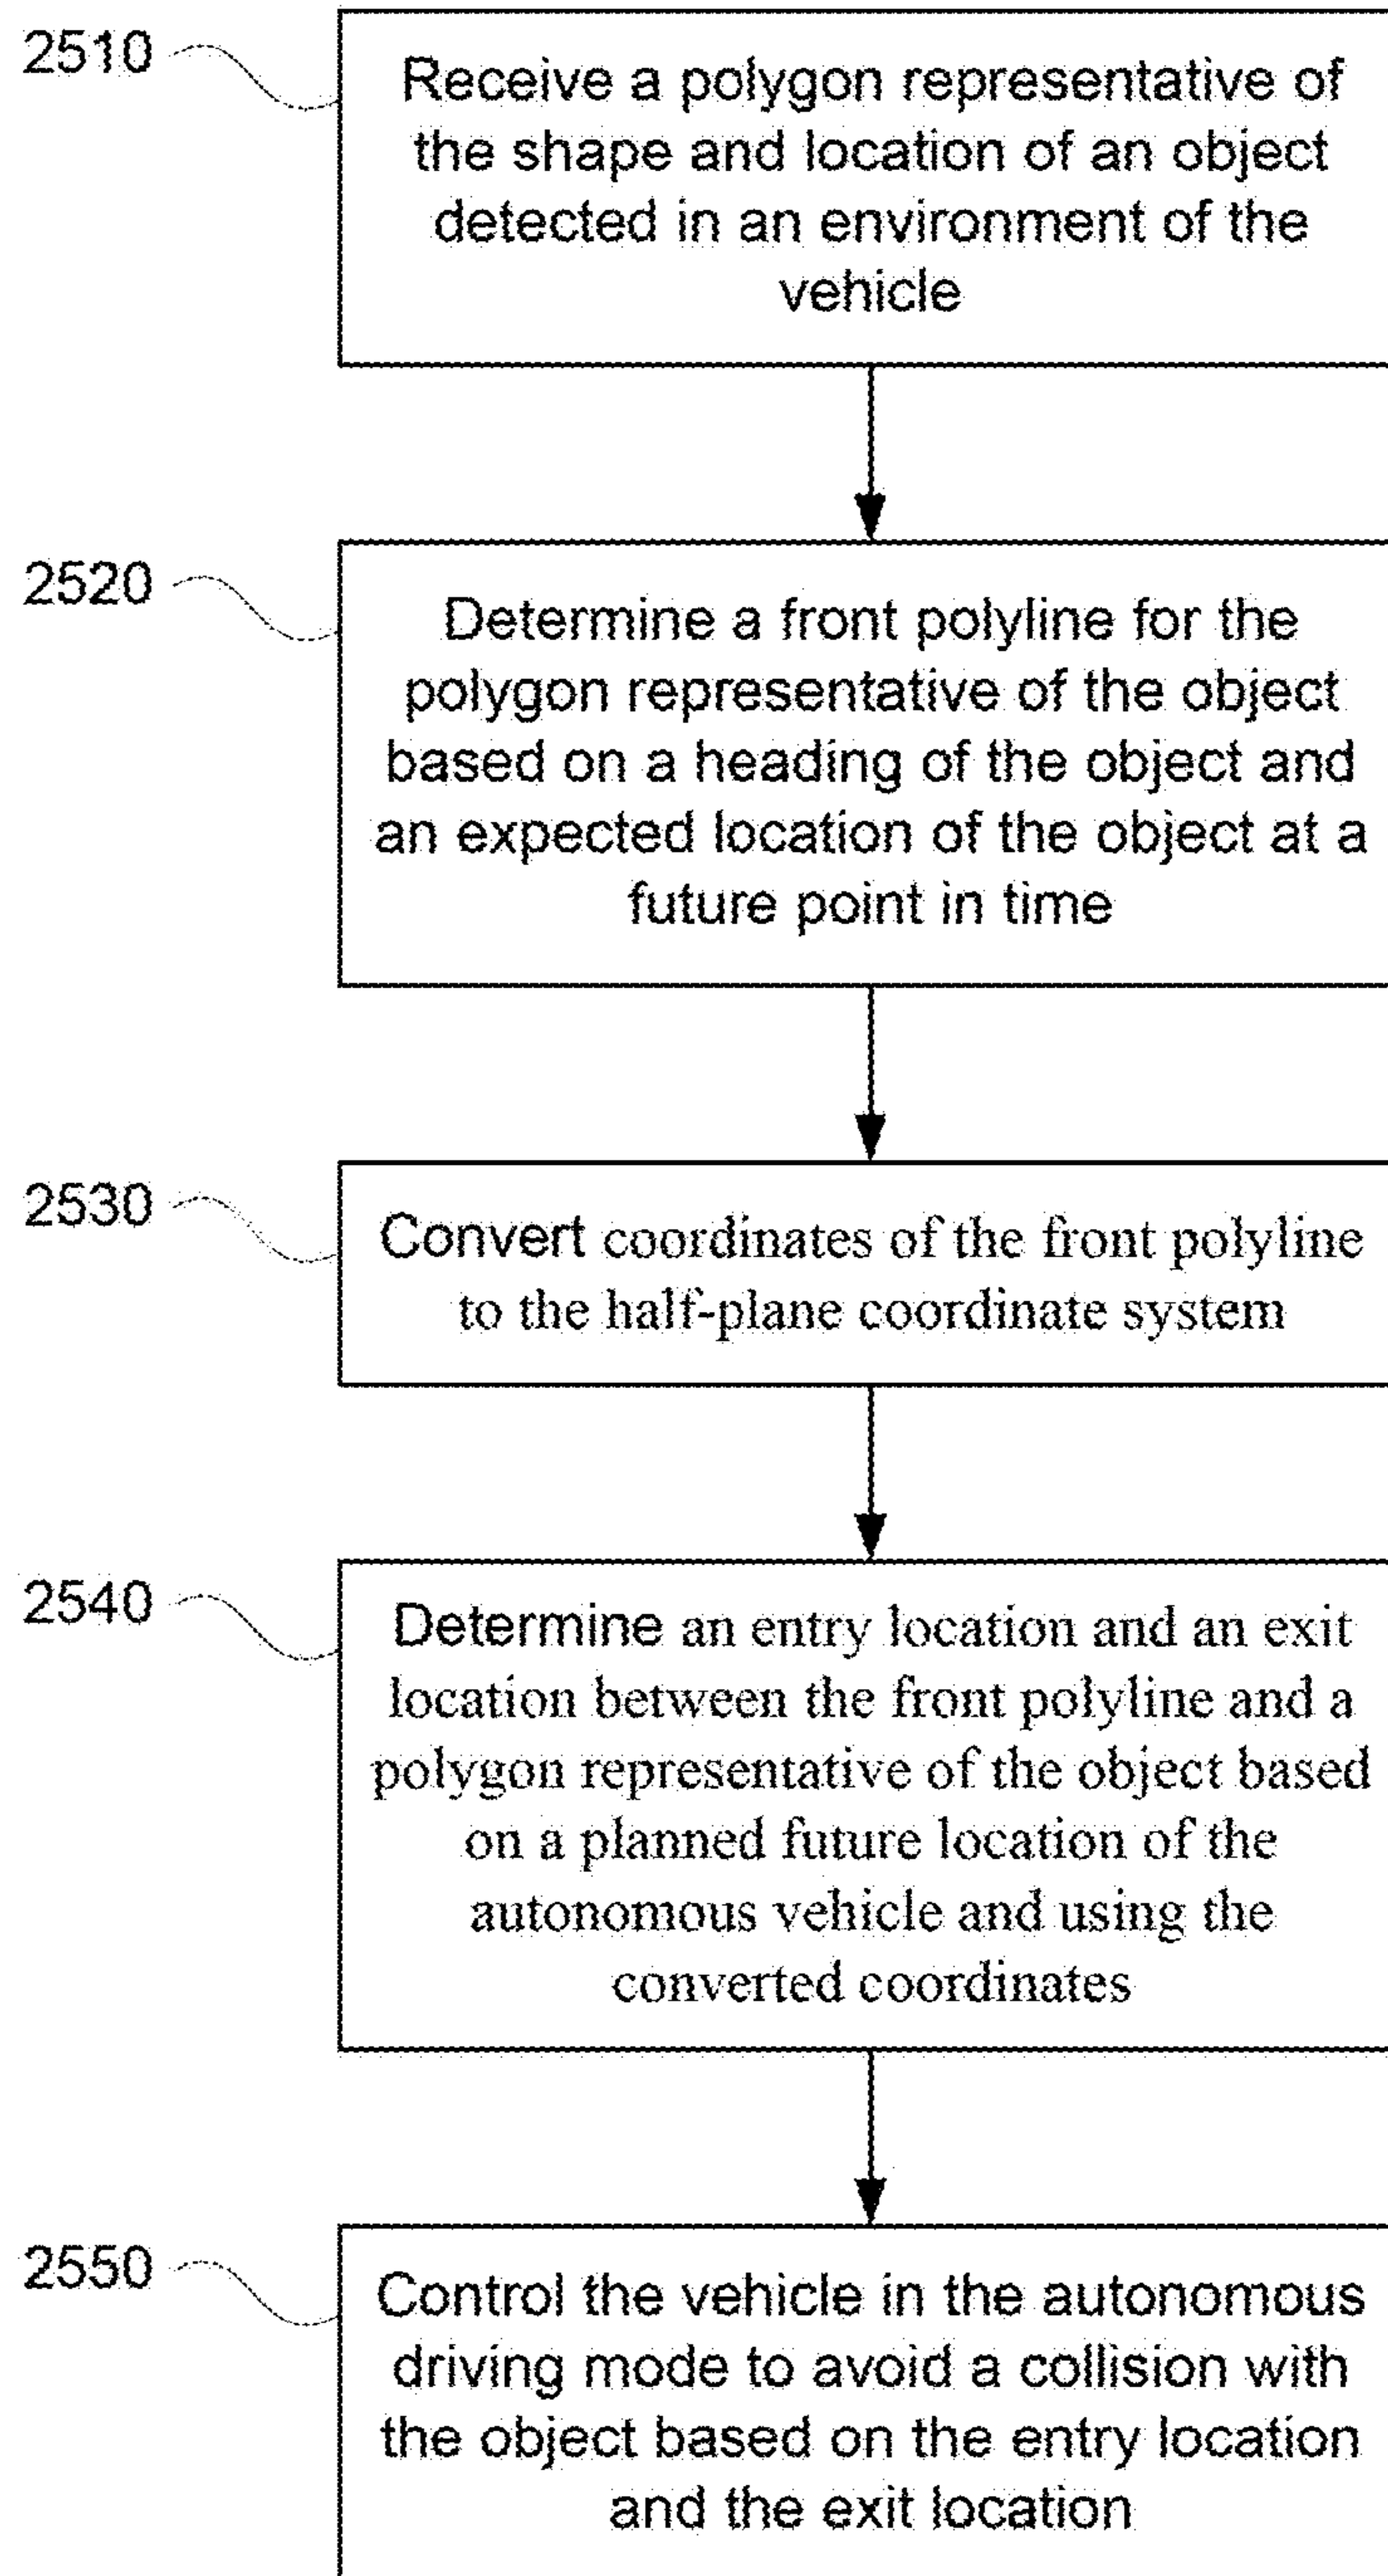 2510
Receive a polygon representative of
the shape and location of an object
detected in an environment of the
vehicle
2520
Determine a front polyline for the
polygon representative of the object
based on a heading of the object and
an expected location of the object at a
future point in time
2530
Convert coordinates of the front polyline
to the half-plane coordinate system
2540
Determine an entry location and an exit
location between the front polyline and a
polygon representative of the object based
on a planned future location of the
autonomous vehicle and using the
converted coordinates
2550
Control the vehicle in the autonomous
driving mode to avoid a collision with
the object based on the entry location
and the exit location